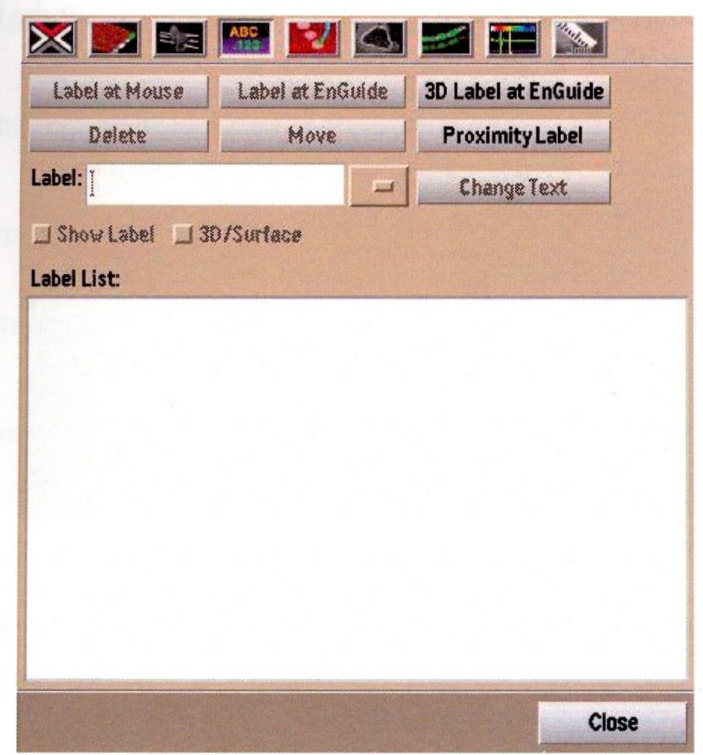 ABC
123
Label at Mouse Label at EnGuide 3D Label at EnGuide
Delete Move Proximity Label
Label: Change Text
Show Label 3D/Surface
Label List:
Close